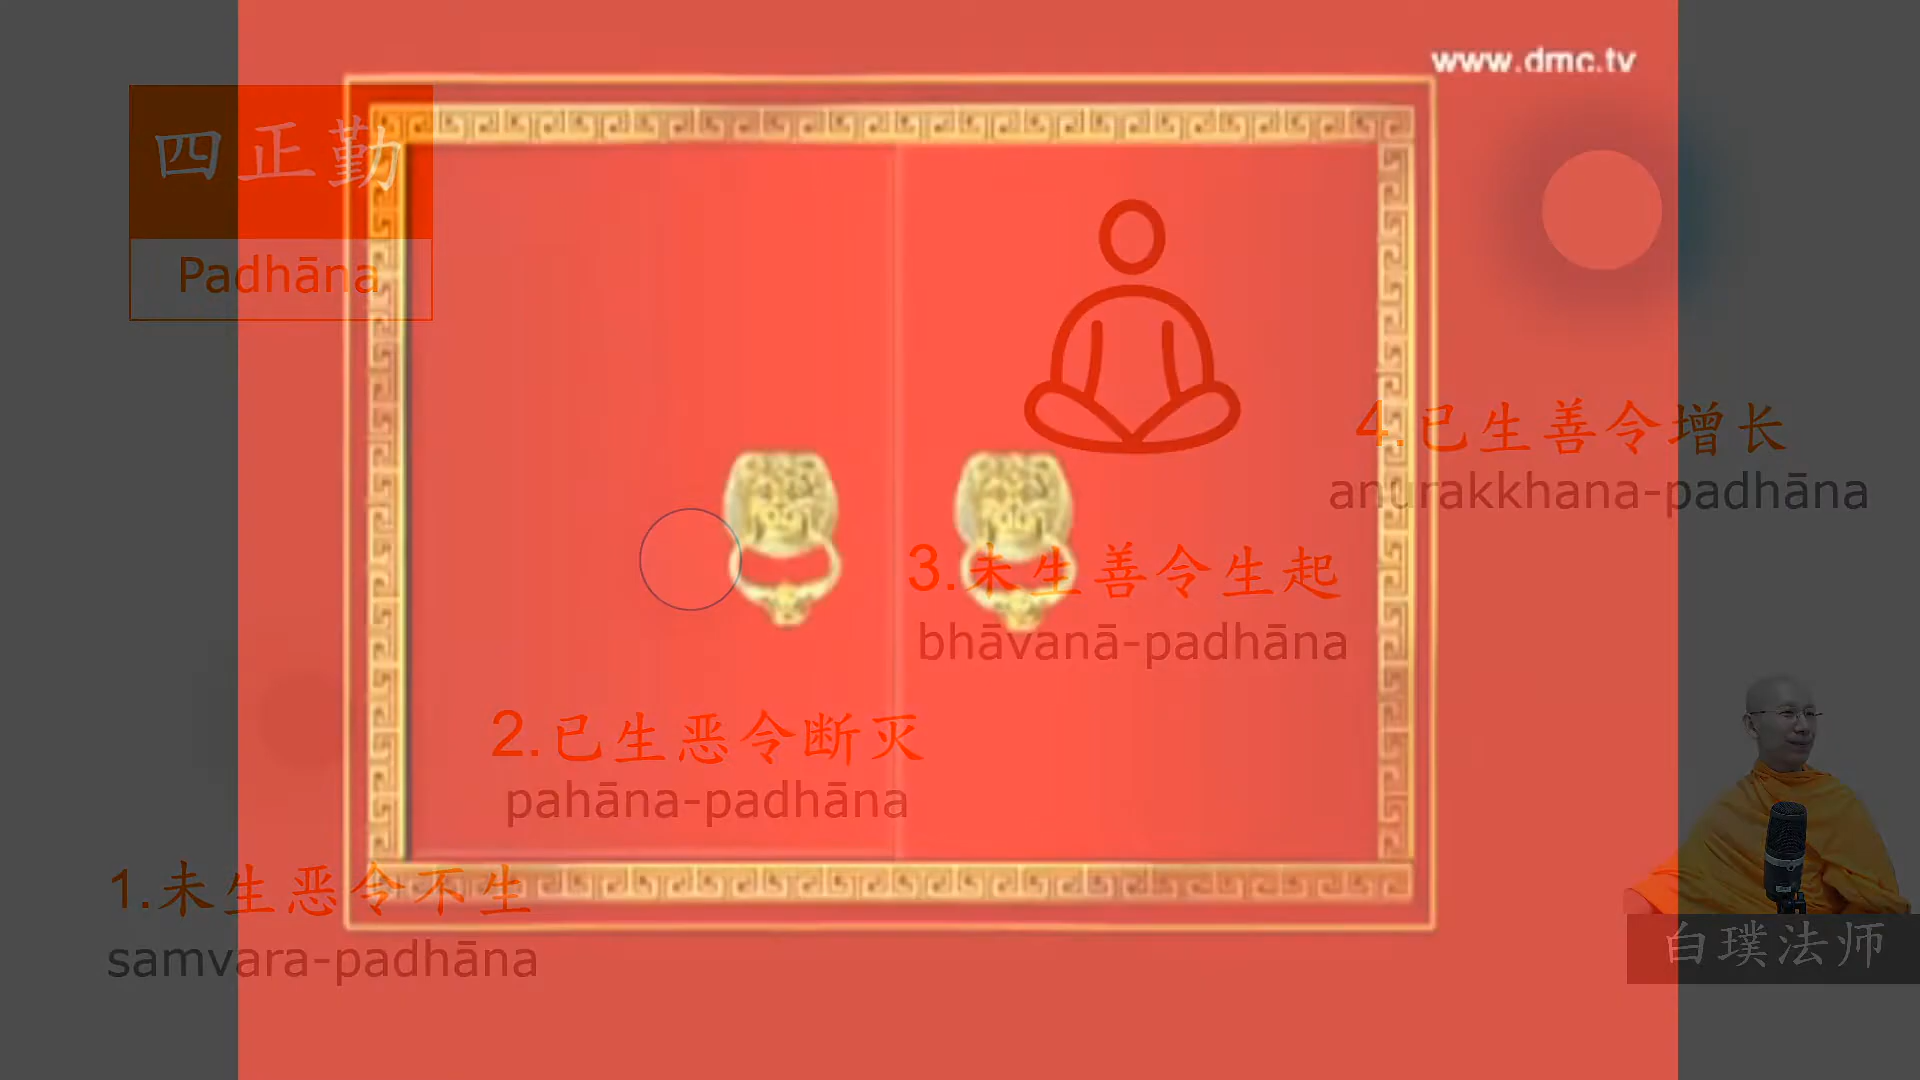 www.dmc.tv
四正勤
Padhāna
4.已生善令增长
anurakkhana-padhāna
3.未生善令生起
bhāvanā-padhāna
2.已生恶令断灭
pahāna-padhāna
1.未生恶令不生
samvara-padhāna
白璞法师